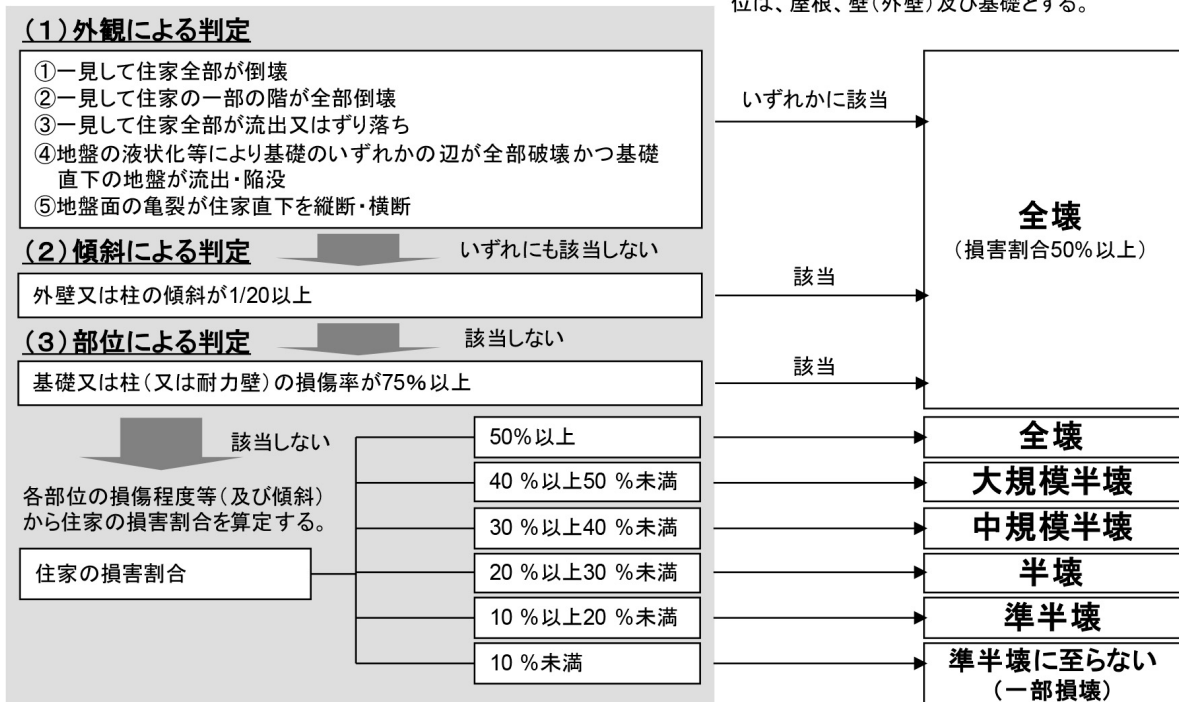 位は、屋根、壁(外壁)及び基礎とする。
(1)外観による判定
①一見して住家全部が倒壊
②一見して住家の一部の階が全部倒壊
③一見して住家全部が流出又はずり落ち
④地盤の液状化等により基礎のいずれかの辺が全部破壊かつ基礎
直下の地盤が流出・陥没
⑤地盤面の亀裂が住家直下を縦断・横断
いずれかに該当
全壊
(損害割合50%以上)
(2)傾斜による判定
いずれにも該当しない
外壁又は柱の傾斜が1/20以上
該当
(3)部位による判定
該当しない
基礎又は柱(又は耐力壁)の損傷率が75%以上
該当
該当しない
各部位の損傷程度等(及び傾斜)
から住家の損害割合を算定する。
住家の損害割合
50%以上
全壊
40 %以上50 %未満
大規模半壊
30 %以上40 %未満
中規模半壊
20 %以上30 %未満
半壊
10 %以上20 %未満
準半壊
10 %未満
準半壊に至らない
(一部損壊)